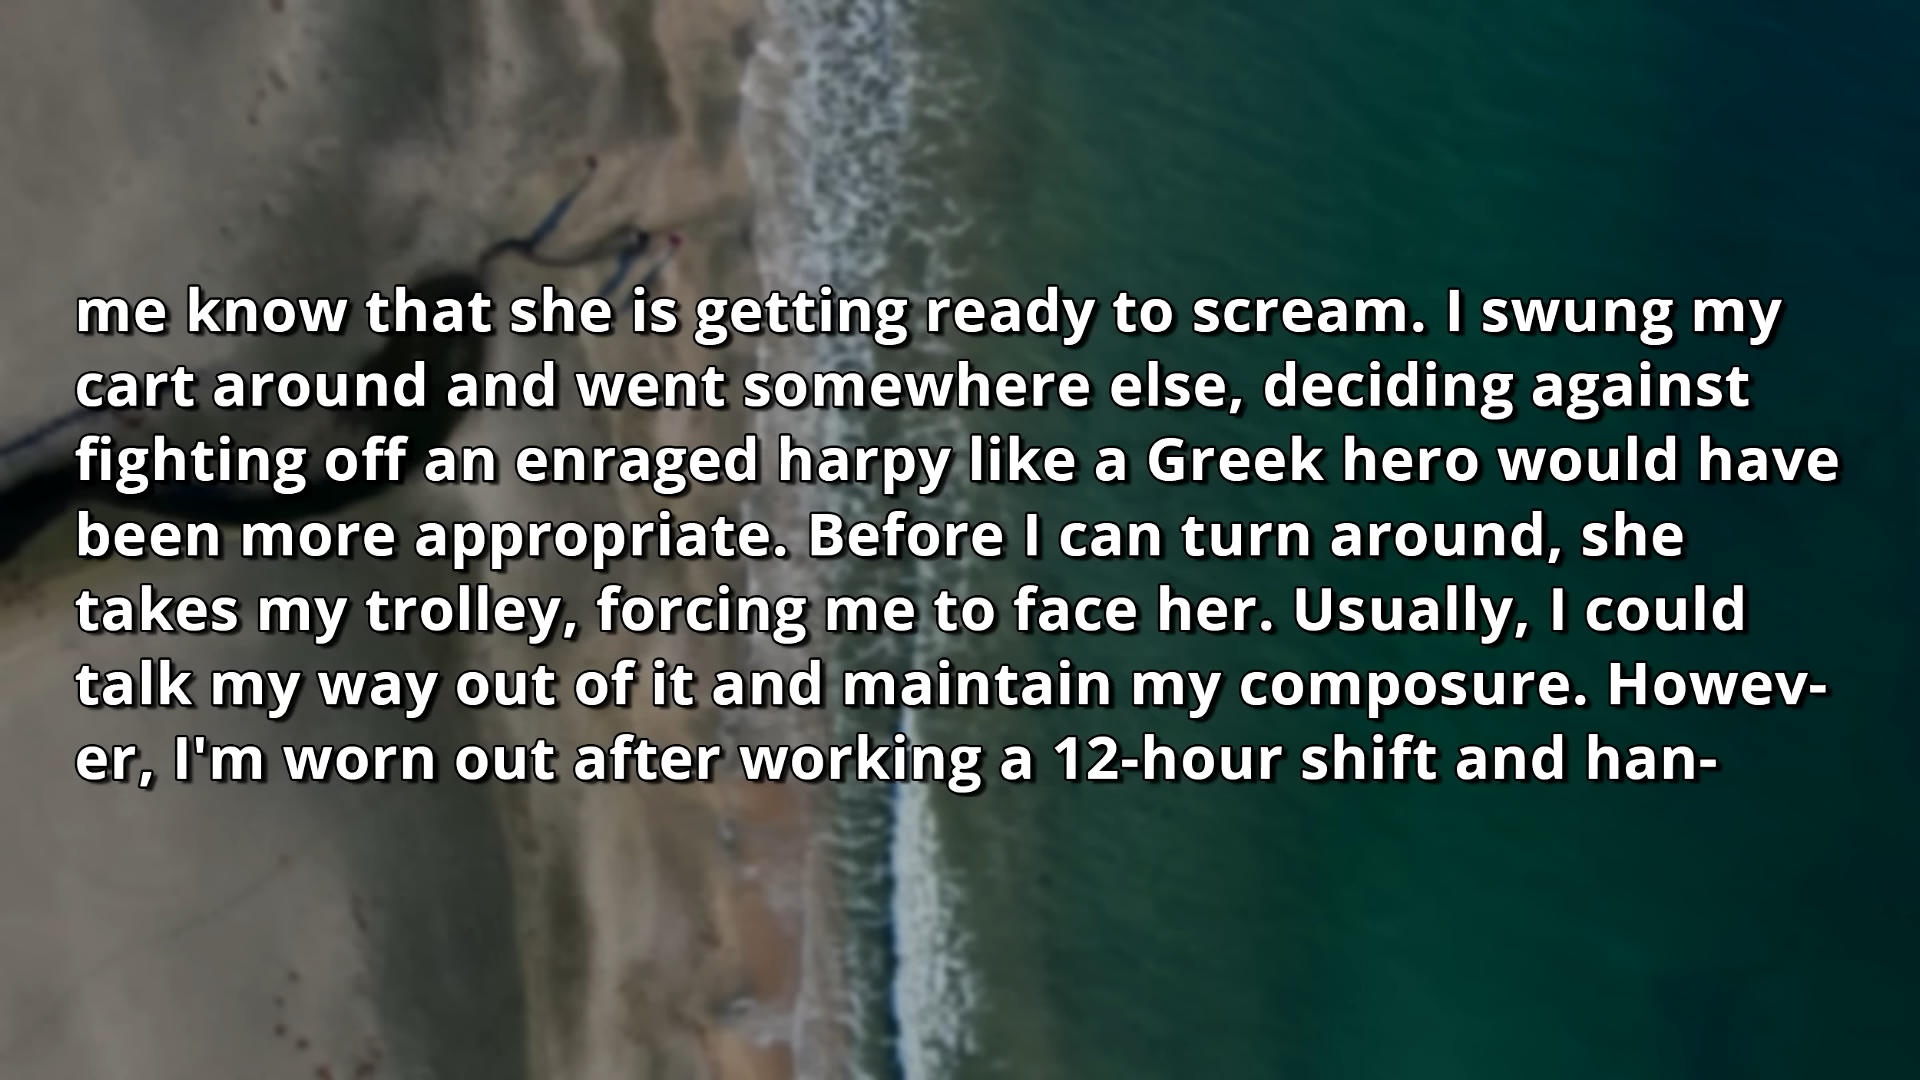 me know that she is getting ready to scream. I swung my
cart around and went somewhere else, deciding against
fighting off an enraged harpy like a Greek hero would have
been more appropriate. Before I can turn around, she
takes my trolley, forcing me to face her. Usually, I could
talk my way out of it and maintain my composure. Howev-
er, I'm worn out after working a 12-hour shift and han-